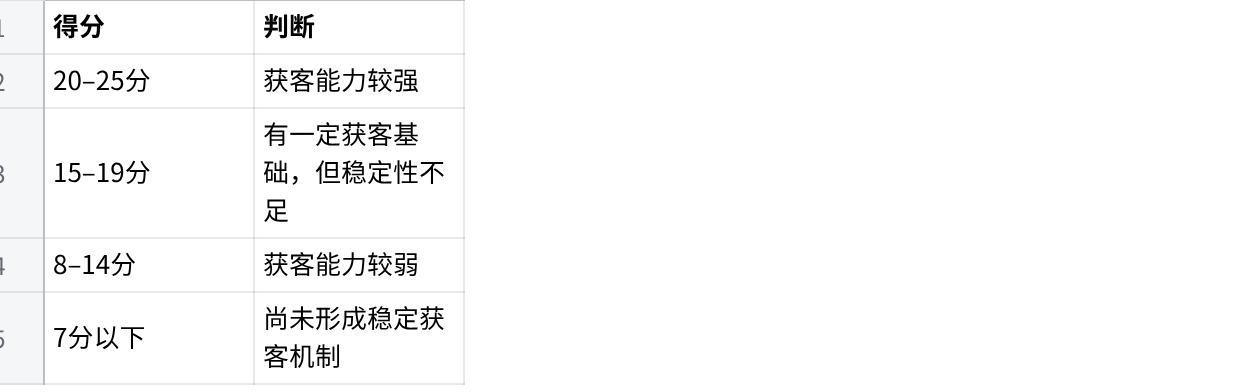 1 得分 判断
2 20–25分 获客能力较强
有一定获客基
3 15–19分 础，但稳定性不
足
4 8–14分 获客能力较弱
5 7分以下 尚未形成稳定获
客机制